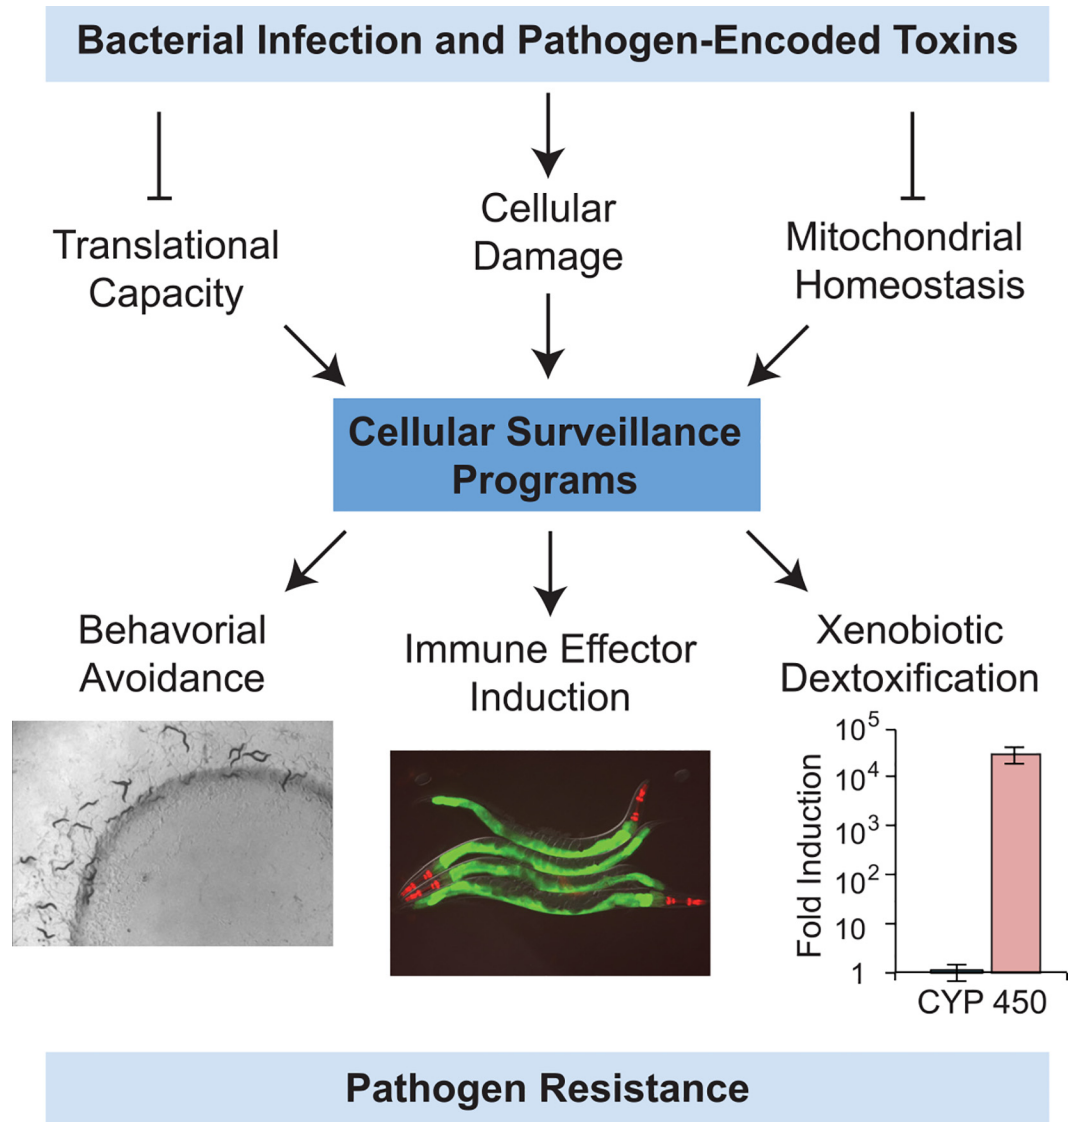 Bacterial Infection and Pathogen-Encoded Toxins
Translational
Capacity
Cellular
Damage
Mitochondrial
Homeostasis
Cellular Surveillance
Programs
Behavorial
Avoidance
Immune Effector
Induction
Xenobiotic
Dextoxification
Fold Induction
10⁵
10⁴
10³
10²
10
1
CYP 450
Pathogen Resistance